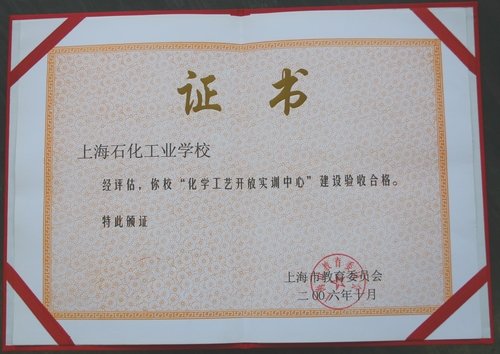 证书
上海石化工业学校
经评估，你校“化学工艺开放实训中心”建设验收合格。
特此颁证
上海市教育委员会
二00六年十月